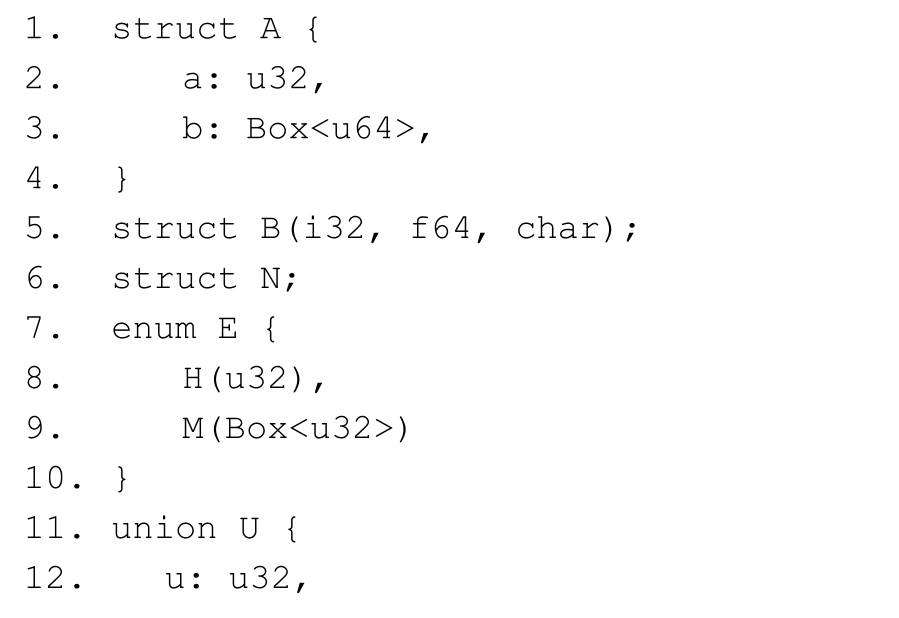 1. struct A {
2. a: u32,
3. b: Box<u64>,
4. }
5. struct B(i32, f64, char);
6. struct N;
7. enum E {
8. H(u32),
9. M(Box<u32>)
10. }
11. union U {
12. u: u32,